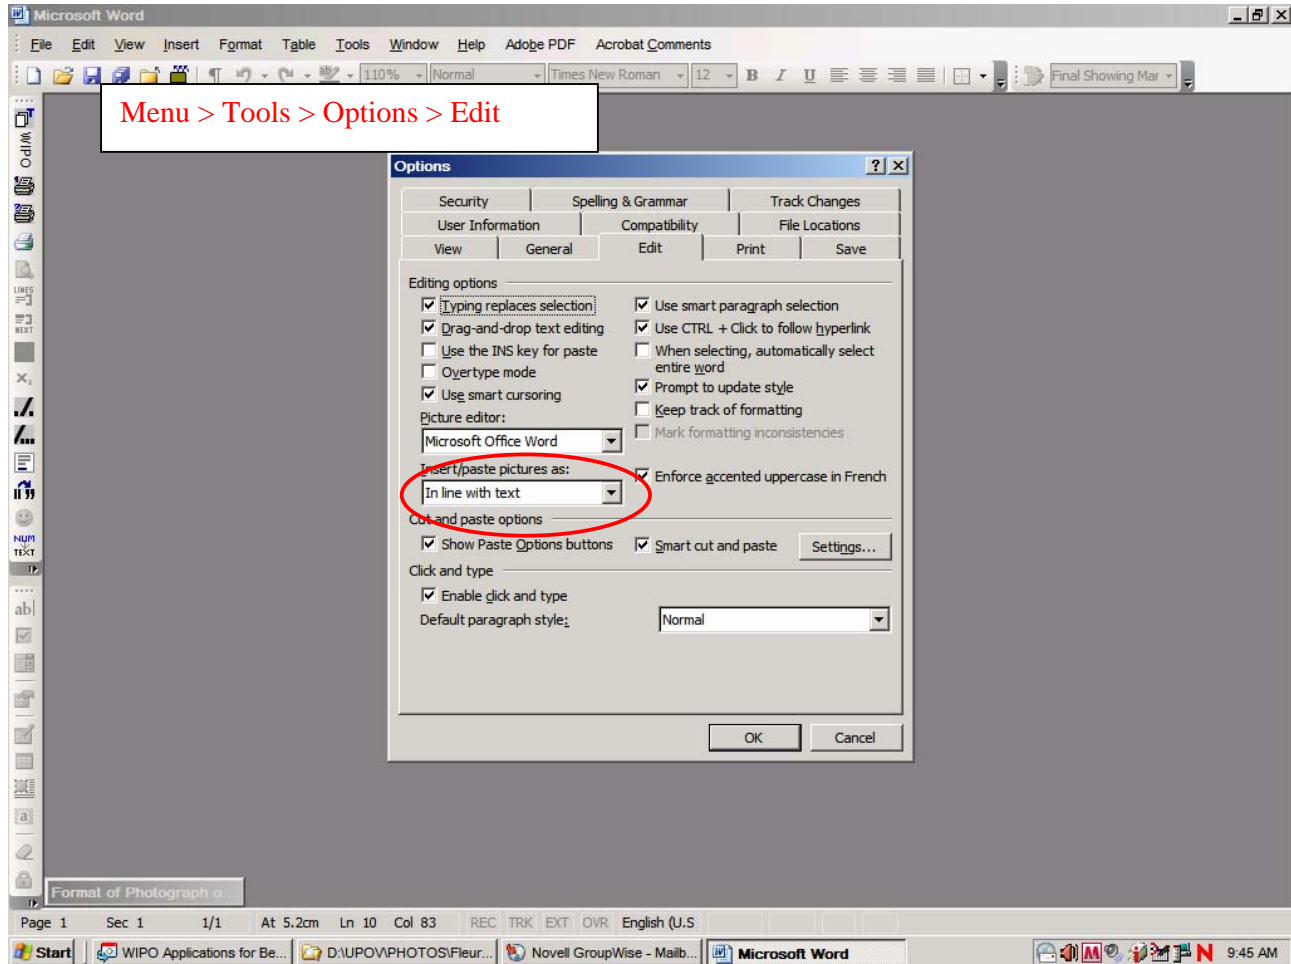 Microsoft Word
File Edit View Insert Format Table Tools Window Help Adobe PDF Acrobat Comments
110% Normal Times New Roman 12 B I U Final Showing Mar
Menu > Tools > Options > Edit
WIPO
LINES
NEXT
NUM
TEXT
ab
a
Options
Security Spelling & Grammar Track Changes
User Information Compatibility File Locations
View General Edit Print Save
Editing options
Typing replaces selection
Drag-and-drop text editing
Use the INS key for paste
Overtype mode
Use smart cursoring
Picture editor:
Microsoft Office Word
Insert/paste pictures as:
In line with text
Use smart paragraph selection
Use CTRL + Click to follow hyperlink
When selecting, automatically select
entire word
Prompt to update style
Keep track of formatting
Mark formatting inconsistencies
Enforce accented uppercase in French
Cut and paste options
Show Paste Options buttons Smart cut and paste Settings...
Click and type
Enable click and type
Default paragraph style: Normal
OK Cancel
Format of Photograph o...
Page 1 Sec 1 1/1 At 5.2cm Ln 10 Col 83 REC TRK EXT OVR English (U.S
Start WIPO Applications for Be... D:\UPOV\PHOTOS\Fleur... Novell GroupWise - Mailb... Microsoft Word 9:45 AM